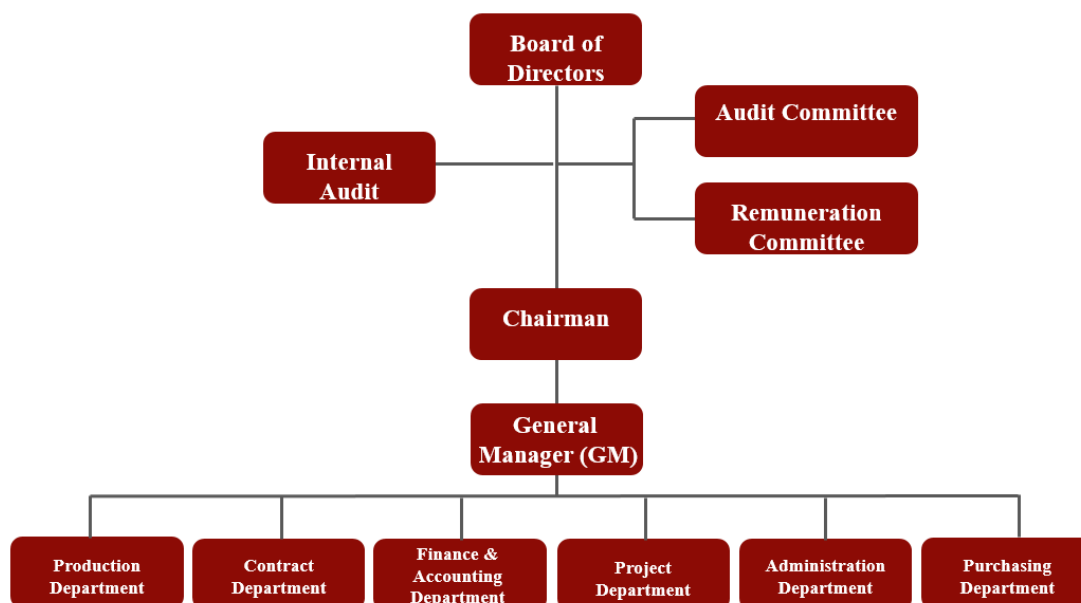 Board of
Directors
Audit Committee
Internal
Audit
Remuneration
Committee
Chairman
General
Manager (GM)
Production
Department
Contract
Department
Finance &
Accounting
Department
Project
Department
Administration
Department
Purchasing
Department